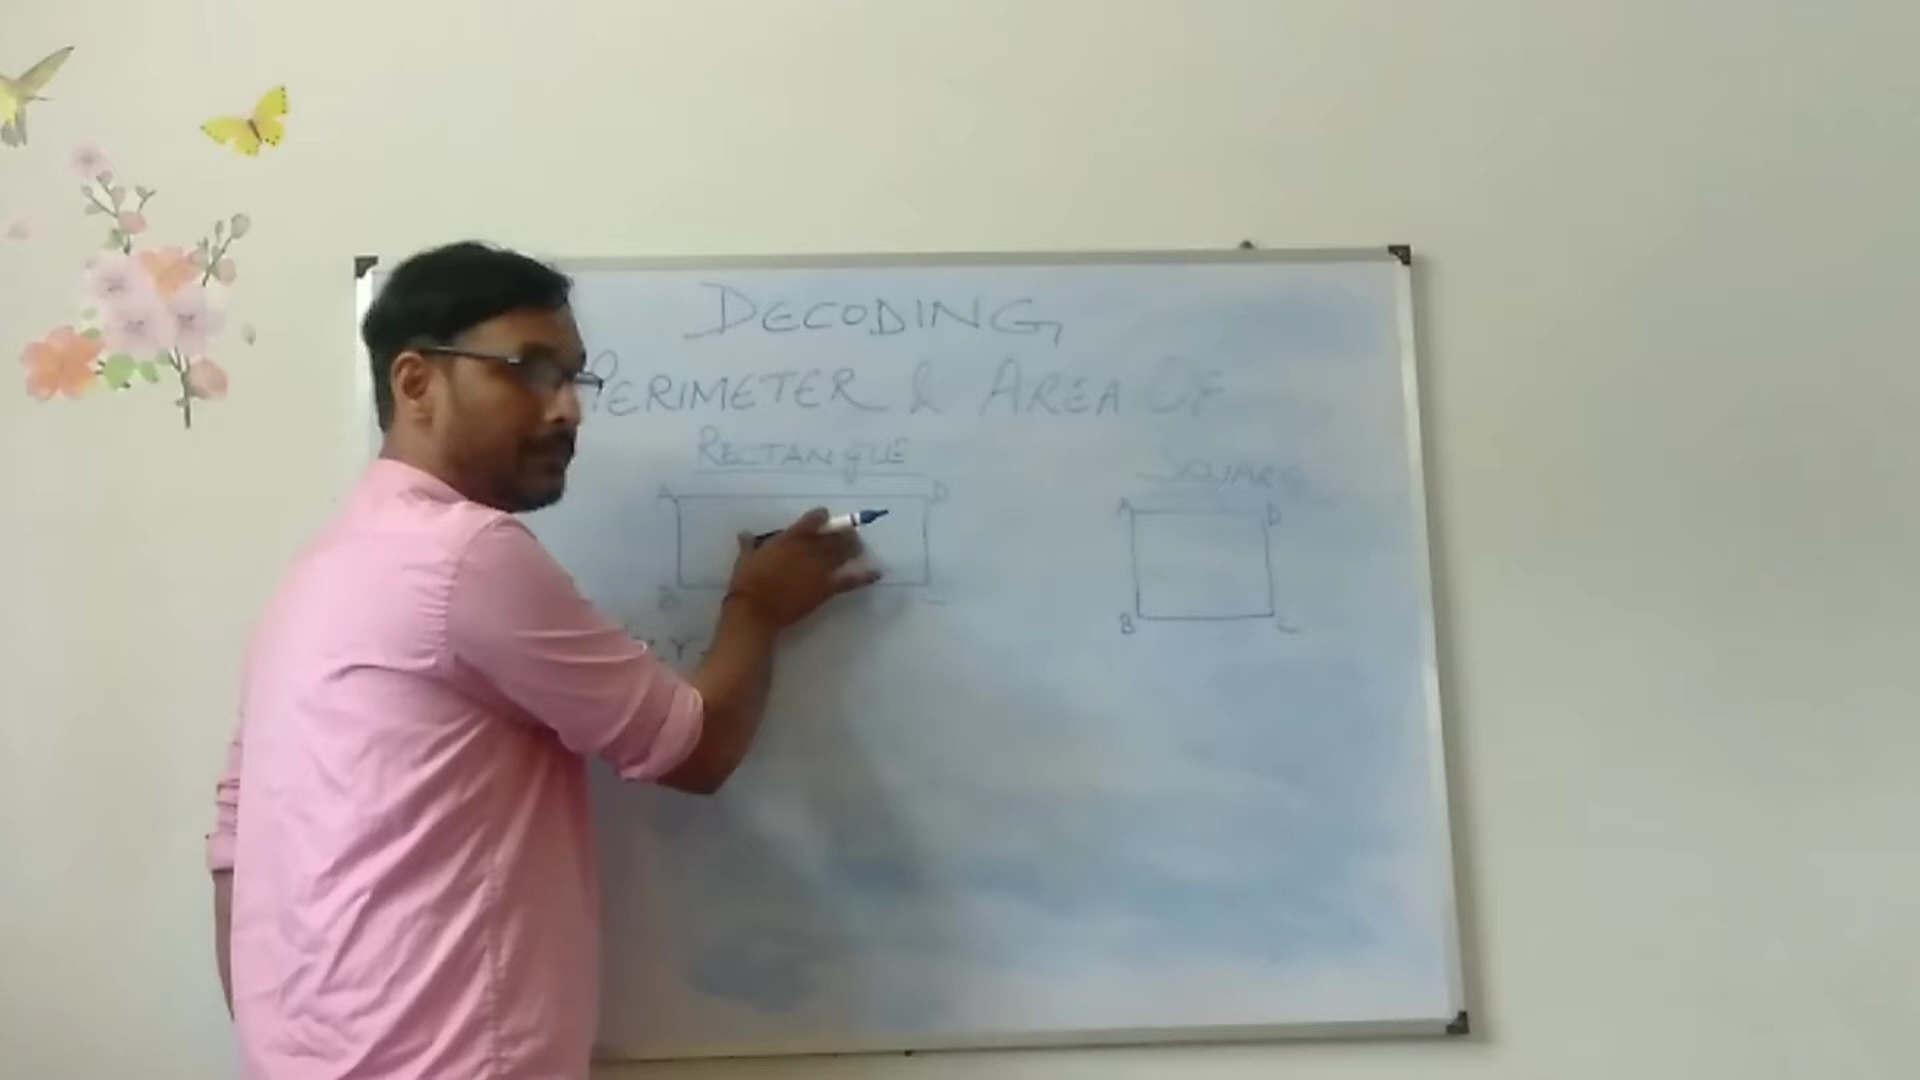 DECODING
PERIMETER & AREA OF
RECTANGLE
SQUARE
A D
A D
B C
B C